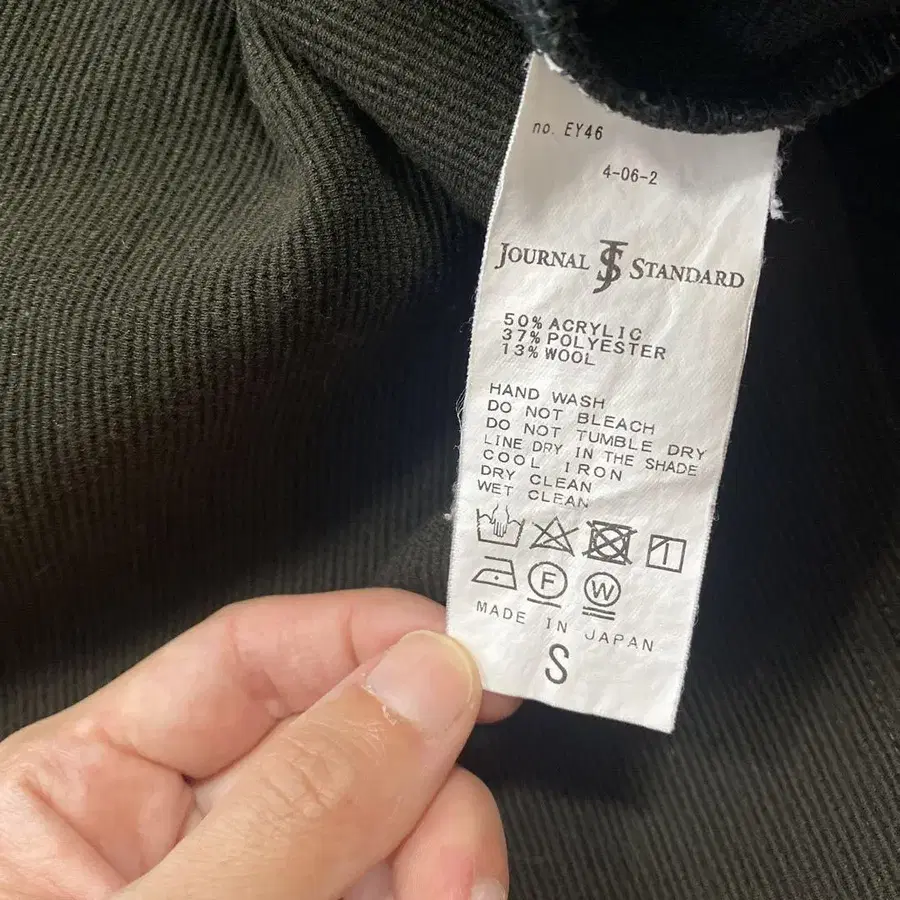 no. EY46
4-06-2
JOURNAL JS STANDARD
50% ACRYLIC
37% POLYESTER
13% WOOL
HAND WASH
DO NOT BLEACH
DO NOT TUMBLE DRY
LINE DRY IN THE SHADE
COOL IRON
DRY CLEAN
WET CLEAN
F W
MADE IN JAPAN
S